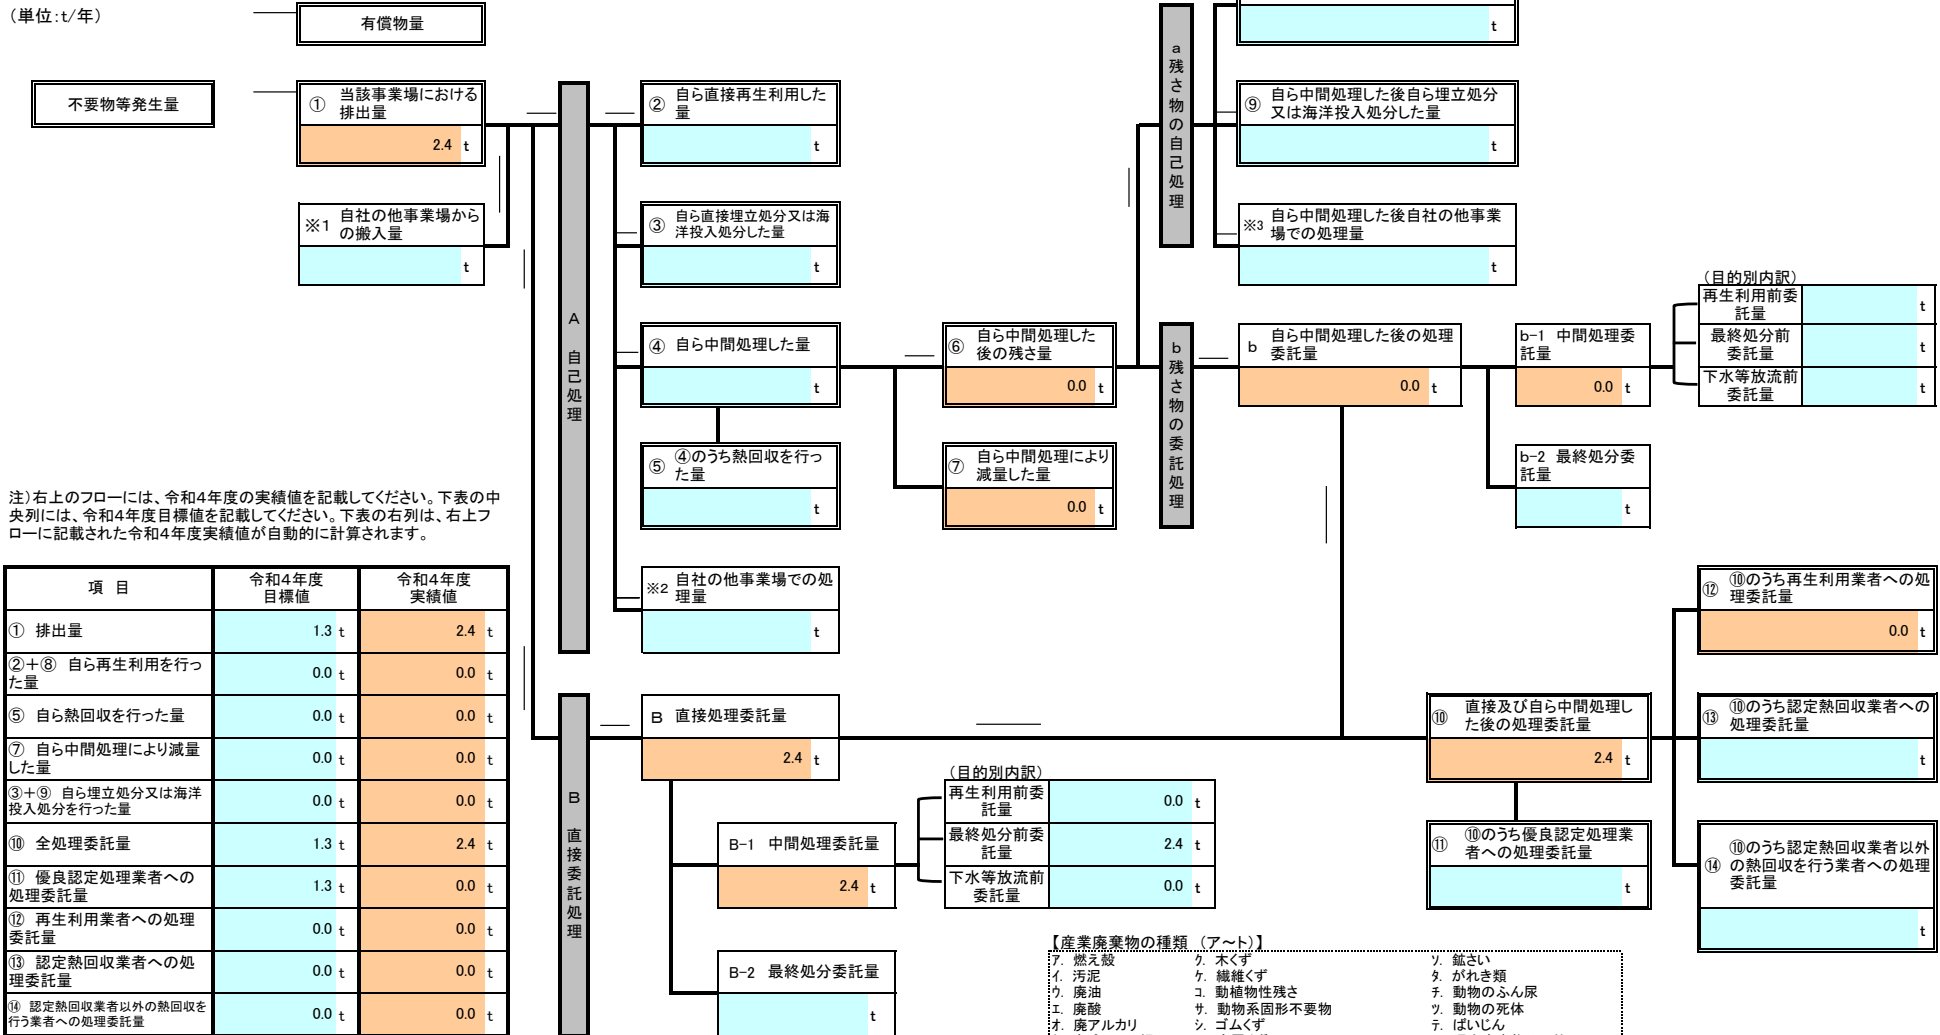 (単位:t/年)
有償物量
t
不要物等発生量
① 当該事業場における
排出量
2.4 t
② 自ら直接再生利用した
量
t
a 残さ物の自己処理
⑨ 自ら中間処理した後自ら埋立処分
又は海洋投入処分した量
t
※1 自社の他事業場から
の搬入量
t
③ 自ら直接埋立処分又は海
洋投入処分した量
t
※3 自ら中間処理した後自社の他事業
場での処理量
t
A 自己処理
④ 自ら中間処理した量
t
⑥ 自ら中間処理した
後の残さ量
0.0 t
b 残さ物の委託処理
b 自ら中間処理した後の処理
委託量
0.0 t
b-1 中間処理委
託量
0.0 t
(目的別内訳)
再生利用前委
託量
t
最終処分前
委託量
t
下水等放流前
委託量
t
⑤ ④のうち熱回収を行っ
た量
t
⑦ 自ら中間処理により
減量した量
0.0 t
b-2 最終処分委
託量
t
注)右上のフローには、令和4年度の実績値を記載してください。下表の中
央列には、令和4年度目標値を記載してください。下表の右列は、右上フ
ローに記載された令和4年度実績値が自動的に計算されます。
※2 自社の他事業場での処
理量
t
項 目 令和4年度
目標値 令和4年度
実績値
① 排出量 1.3 t 2.4 t
②+⑧ 自ら再生利用を行っ
た量 0.0 t 0.0 t
⑤ 自ら熱回収を行った量 0.0 t 0.0 t
⑦ 自ら中間処理により減量
した量 0.0 t 0.0 t
③+⑨ 自ら埋立処分又は海洋
投入処分を行った量 0.0 t 0.0 t
⑩ 全処理委託量 1.3 t 2.4 t
⑪ 優良認定処理業者への
処理委託量 1.3 t 0.0 t
⑫ 再生利用業者への処理
委託量 0.0 t 0.0 t
⑬ 認定熱回収業者への処
理委託量 0.0 t 0.0 t
⑭ 認定熱回収業者以外の熱回収を
行う業者への処理委託量 0.0 t 0.0 t
B 直接委託処理
B 直接処理委託量
2.4 t
B-1 中間処理委託量
2.4 t
(目的別内訳)
再生利用前委
託量 0.0 t
最終処分前委
託量 2.4 t
下水等放流前
委託量 0.0 t
B-2 最終処分委託量
t
⑩ 直接及び自ら中間処理し
た後の処理委託量
2.4 t
⑪ ⑩のうち優良認定処理業
者への処理委託量
t
⑫ ⑩のうち再生利用業者への処
理委託量
0.0 t
⑬ ⑩のうち認定熱回収業者への
処理委託量
t
⑭ ⑩のうち認定熱回収業者以外
の熱回収を行う業者への処理
委託量
t
【産業廃棄物の種類 (ア～ト)】
ア. 燃え殻 ク. 木くず ソ. 鉱さい
イ. 汚泥 ケ. 繊維くず タ. がれき類
ウ. 廃油 コ. 動植物性残さ チ. 動物のふん尿
エ. 廃酸 サ. 動物系固形不要物 ツ. 動物の死体
オ. 廃アルカリ シ. ゴムくず テ. ばいじん